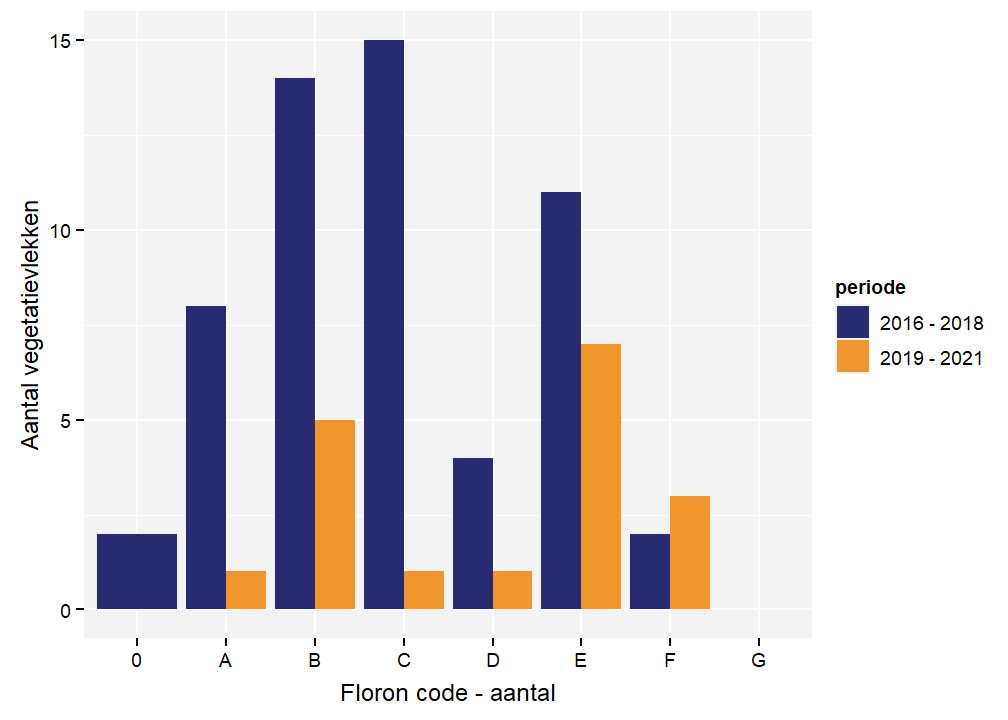 15
10
5
0
Aantal vegetatievlekken
0 A B C D E F G
Floron code - aantal
periode
2016 - 2018
2019 - 2021